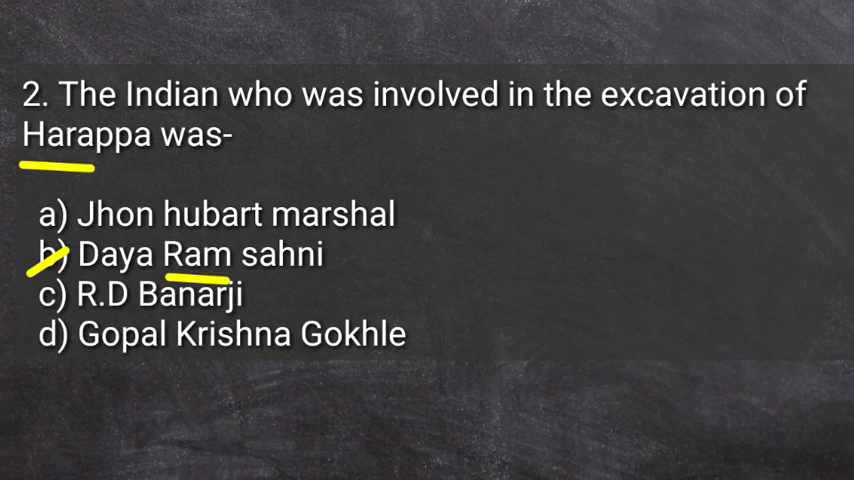 2. The Indian who was involved in the excavation of
Harappa was-
a) Jhon hubart marshal
b) Daya Ram sahni
c) R.D Banarji
d) Gopal Krishna Gokhle